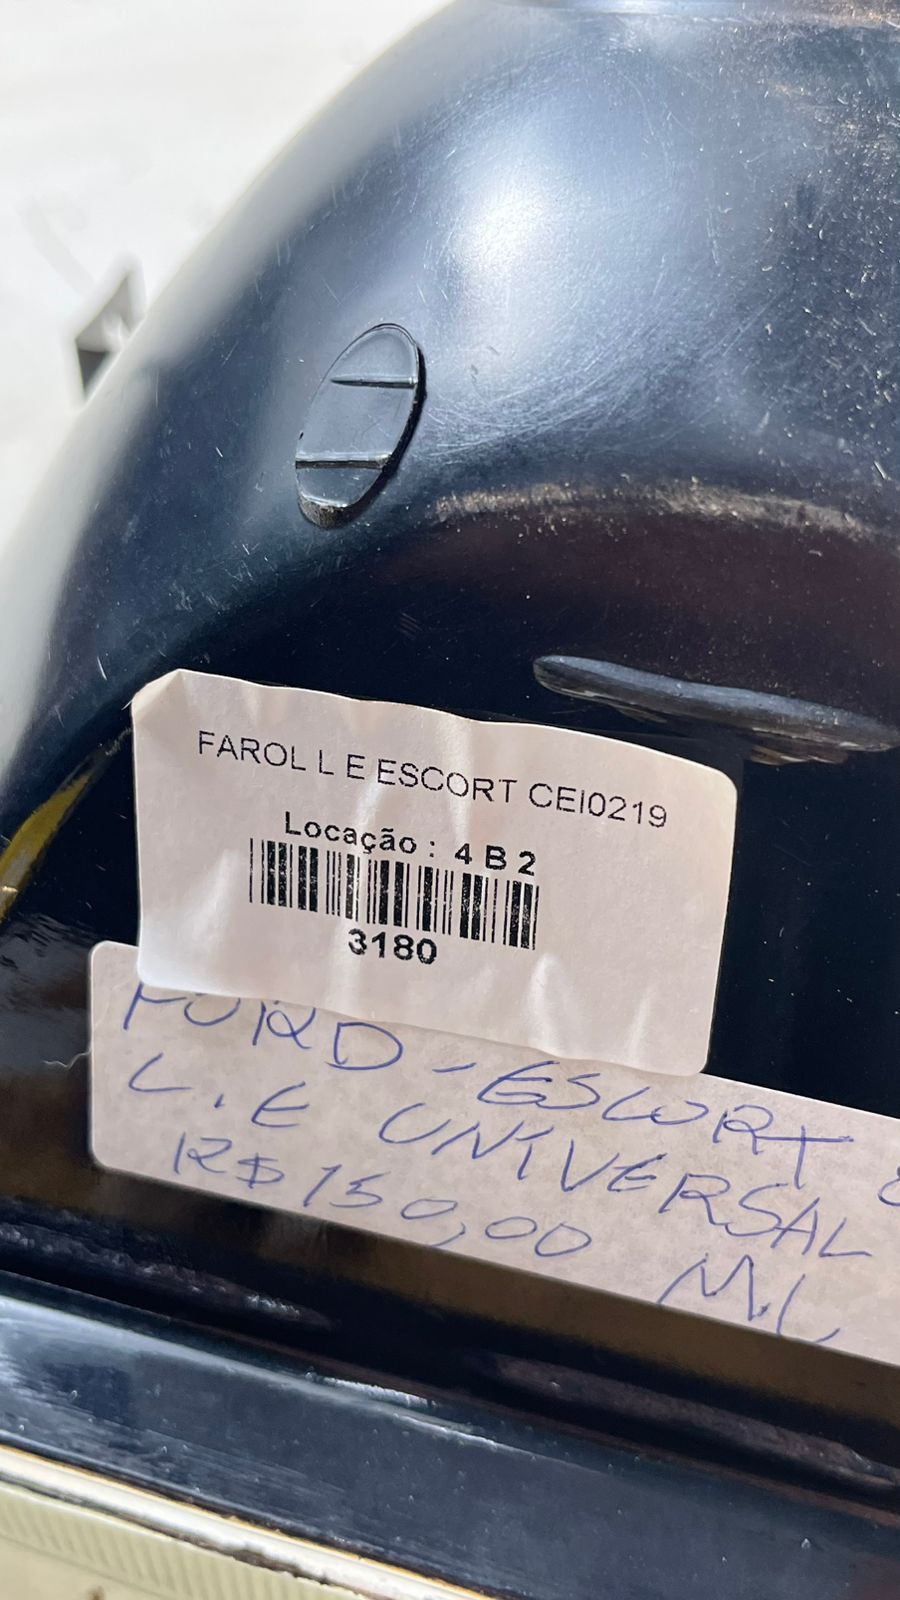 FAROL L E ESCORT CEI0219
Locação : 4 B 2
3180
FORD - ESCORT
L.E UNIVERSAL
R$ 150,00 M.L